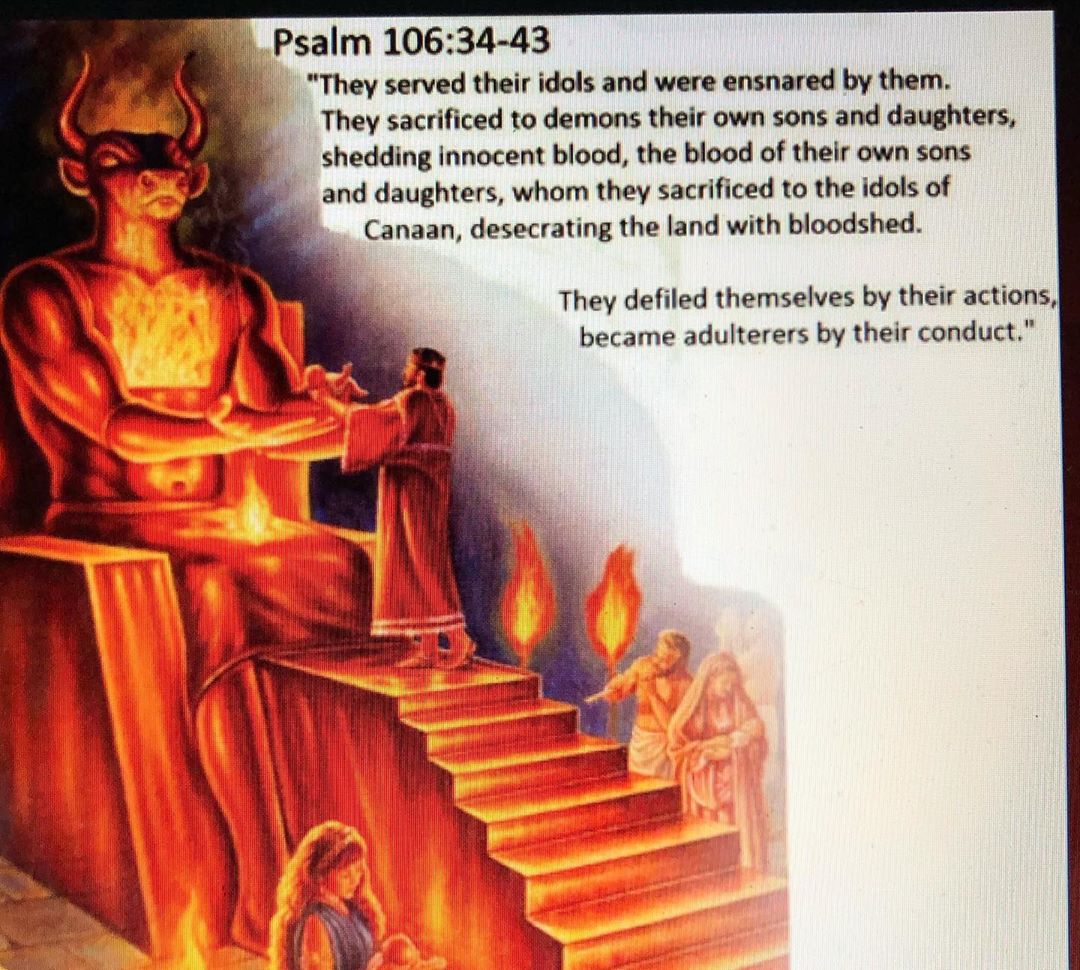 Psalm 106:34-43
"They served their idols and were ensnared by them.
They sacrificed to demons their own sons and daughters,
shedding innocent blood, the blood of their own sons
and daughters, whom they sacrificed to the idols of
Canaan, desecrating the land with bloodshed.
They defiled themselves by their actions,
became adulterers by their conduct."